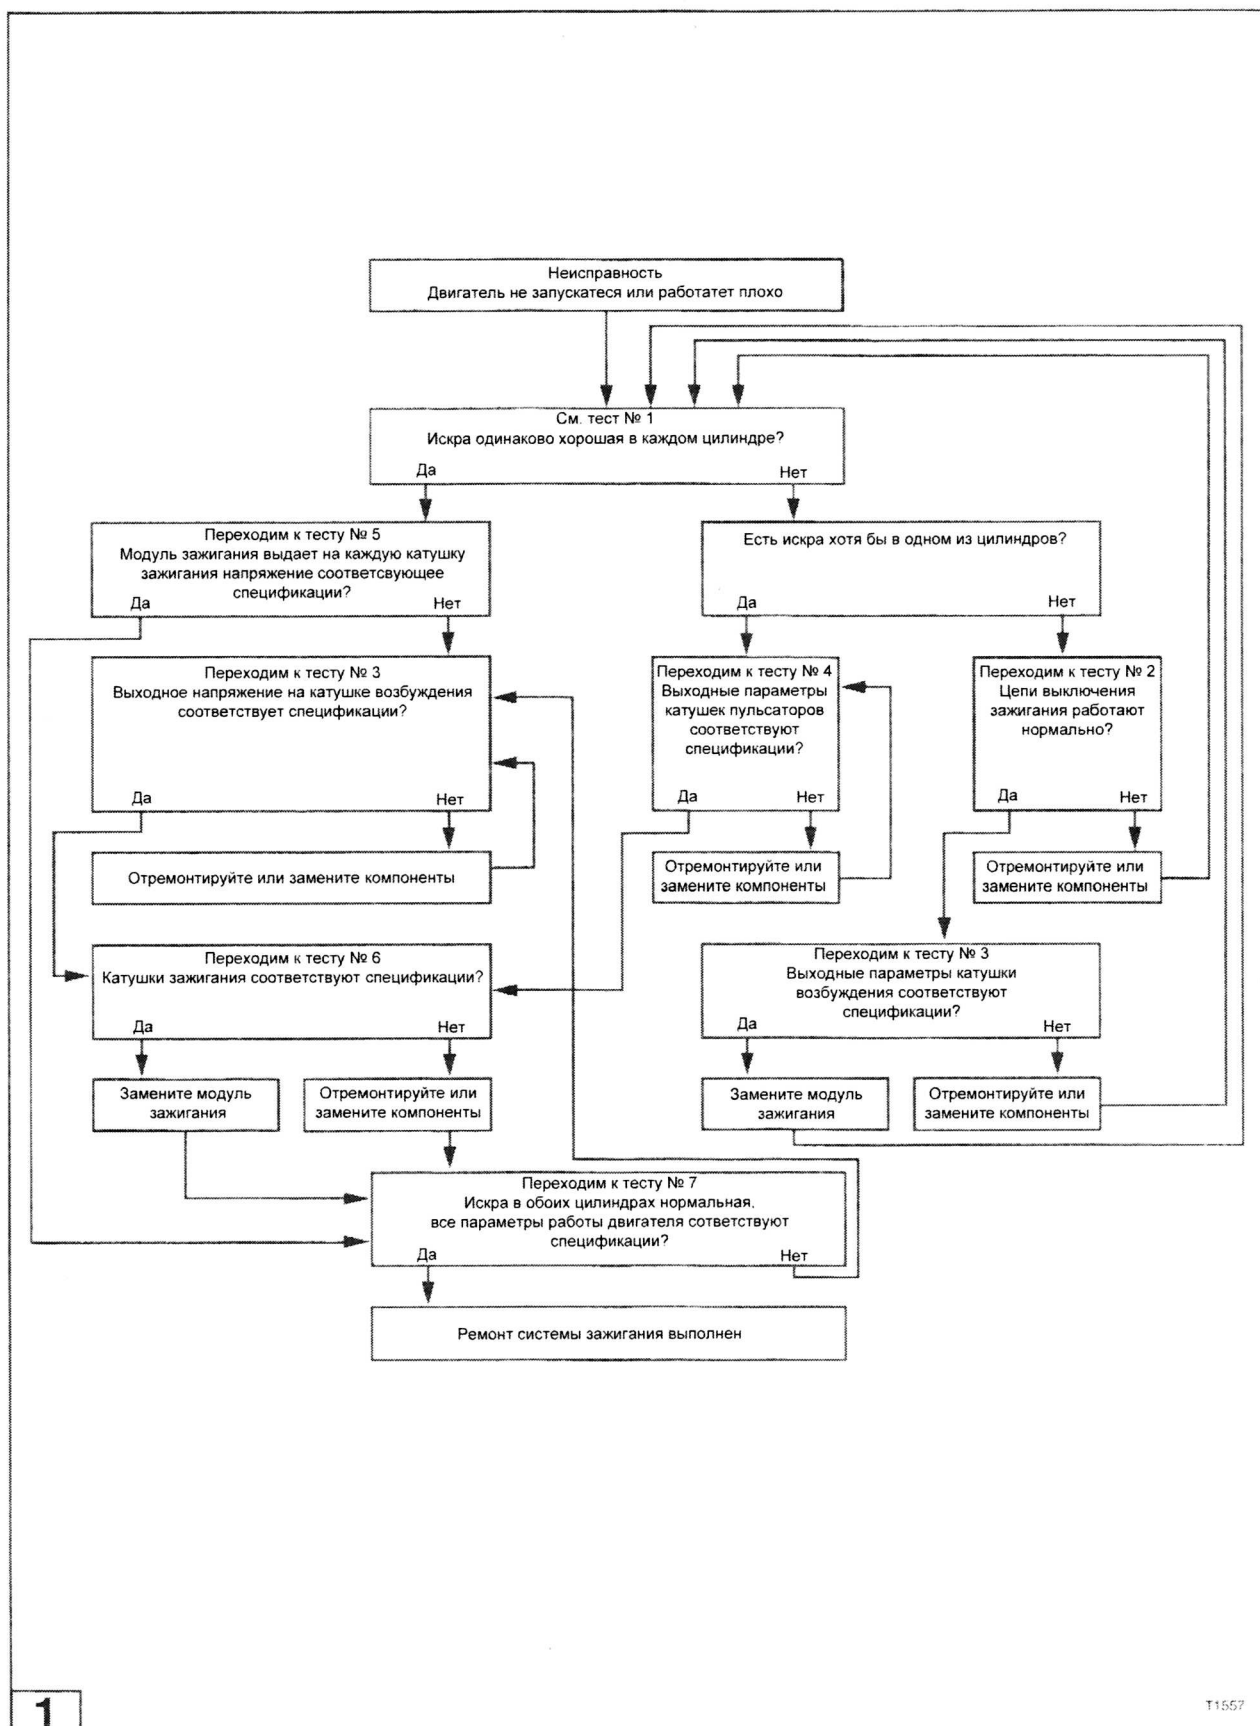 Неисправность
Двигатель не запускатеся или работатет плохо
См. тест № 1
Искра одинаково хорошая в каждом цилиндре?
Да
Нет
Переходим к тесту № 5
Модуль зажигания выдает на каждую катушку
зажигания напряжение соответсвующее
спецификации?
Да
Нет
Есть искра хотя бы в одном из цилиндров?
Да
Нет
Переходим к тесту № 3
Выходное напряжение на катушке возбуждения
соответствует спецификации?
Да
Нет
Переходим к тесту № 4
Выходные параметры
катушек пульсаторов
соответствуют
спецификации?
Да
Нет
Переходим к тесту № 2
Цепи выключения
зажигания работают
нормально?
Да
Нет
Отремонтируйте или замените компоненты
Отремонтируйте или
замените компоненты
Отремонтируйте или
замените компоненты
Переходим к тесту № 6
Катушки зажигания соответствуют спецификации?
Да
Нет
Переходим к тесту № 3
Выходные параметры катушки
возбуждения соответствуют
спецификации?
Да
Нет
Замените модуль
зажигания
Отремонтируйте или
замените компоненты
Замените модуль
зажигания
Отремонтируйте или
замените компоненты
Переходим к тесту № 7
Искра в обоих цилиндрах нормальная,
все параметры работы двигателя сответствуют
спецификации?
Да
Нет
Ремонт системы зажигания выполнен
1
T1557